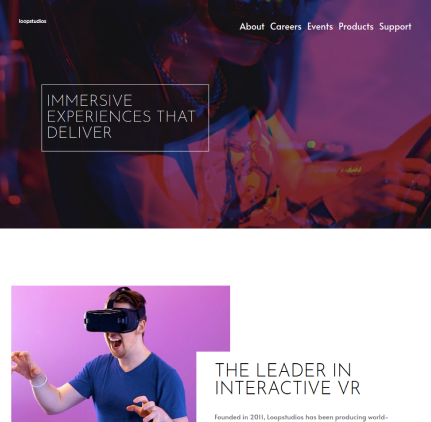 loopstudios
About Careers Events Products Support
IMMERSIVE
EXPERIENCES THAT
DELIVER
THE LEADER IN
INTERACTIVE VR
Founded in 2011, Loopstudios has been producing world-